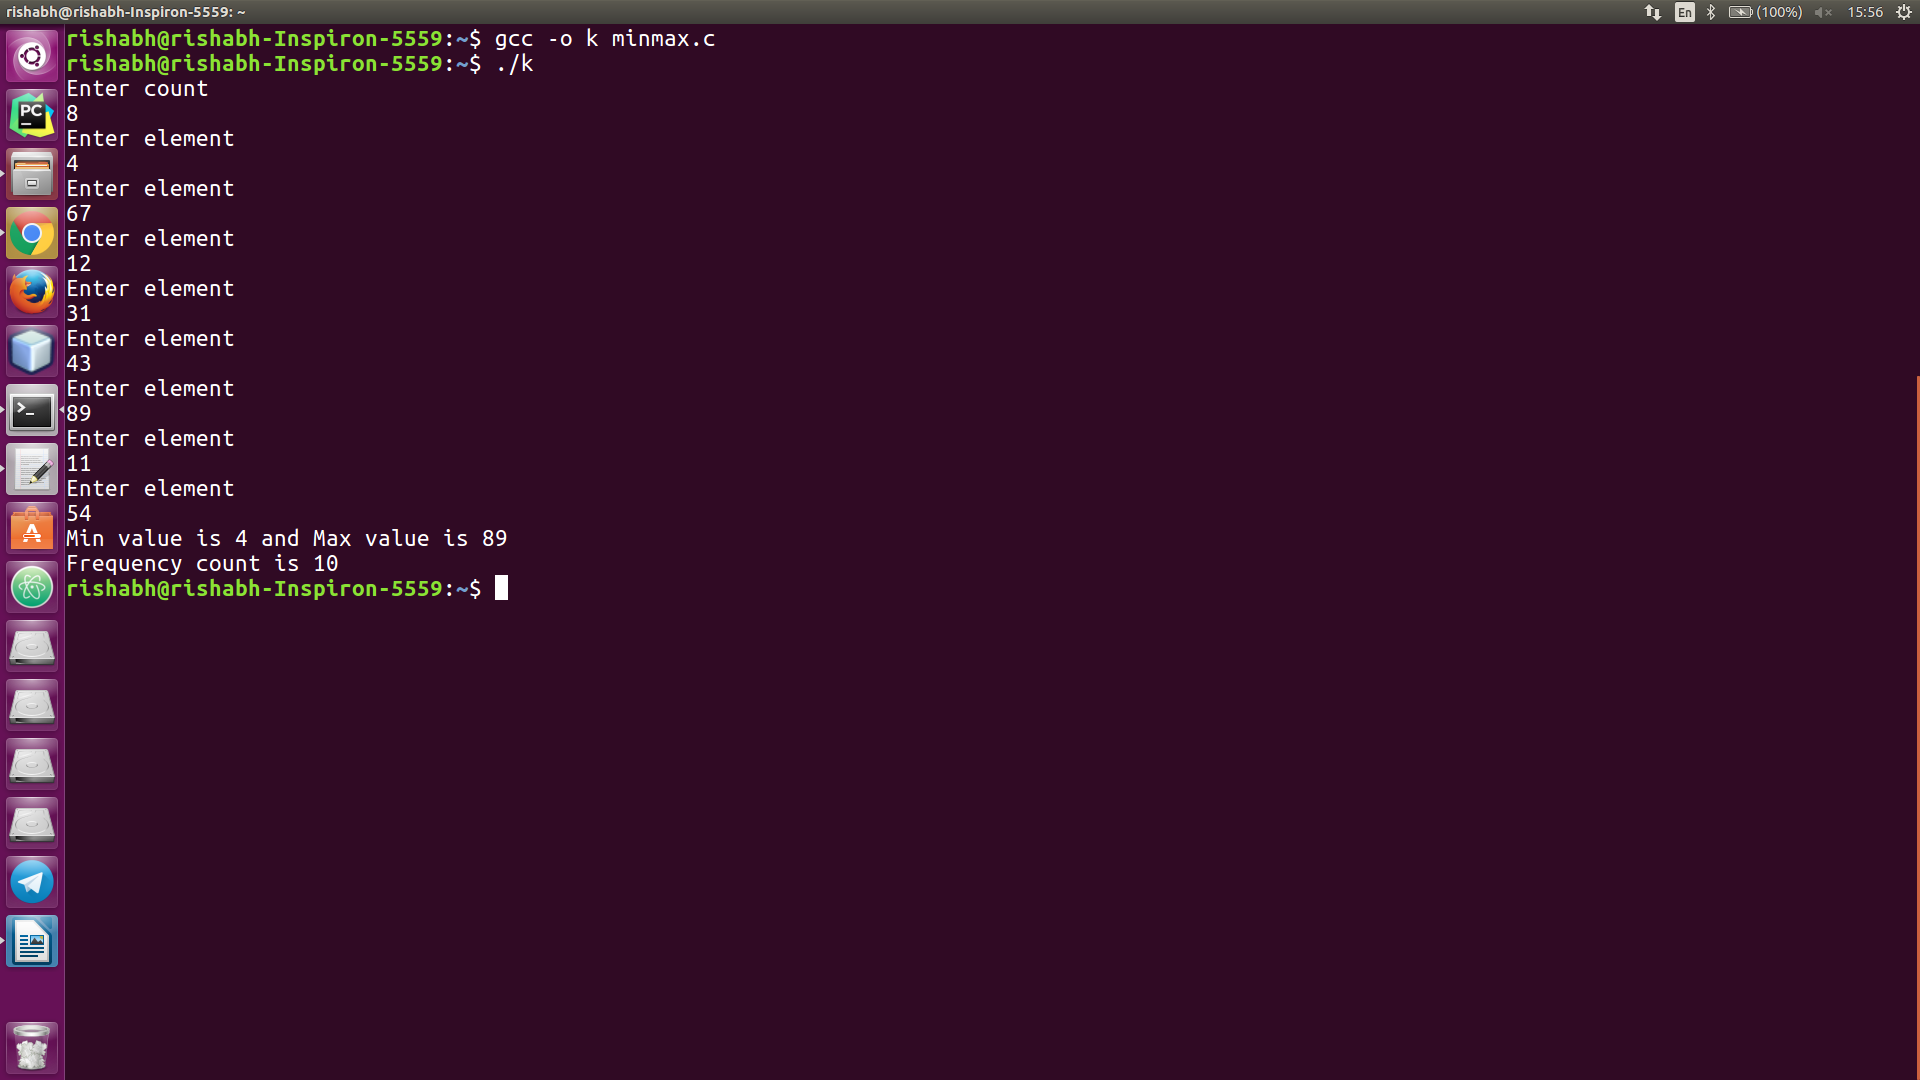 rishabh@rishabh-Inspiron-5559: ~
En
(100%)
15:56
rishabh@rishabh-Inspiron-5559:~$ gcc -o k minmax.c
rishabh@rishabh-Inspiron-5559:~$ ./k
Enter count
8
Enter element
4
Enter element
67
Enter element
12
Enter element
31
Enter element
43
Enter element
89
Enter element
11
Enter element
54
Min value is 4 and Max value is 89
Frequency count is 10
rishabh@rishabh-Inspiron-5559:~$
PC